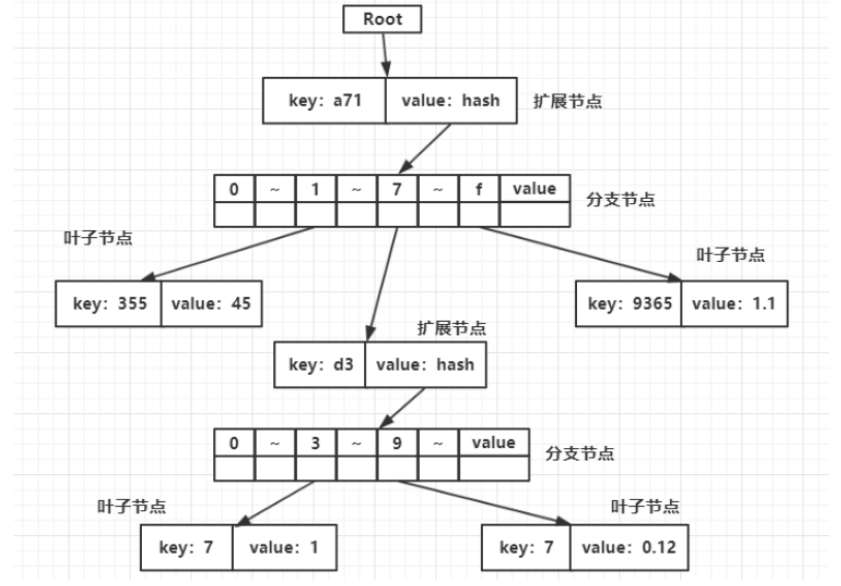 Root
key: a71 value: hash 扩展节点
0 ~ 1 ~ 7 ~ f value 分支节点
叶子节点
叶子节点
key: 355 value: 45
key: 9365 value: 1.1
扩展节点
key: d3 value: hash
0 ~ 3 ~ 9 ~ value 分支节点
叶子节点
叶子节点
key: 7 value: 1
key: 7 value: 0.12